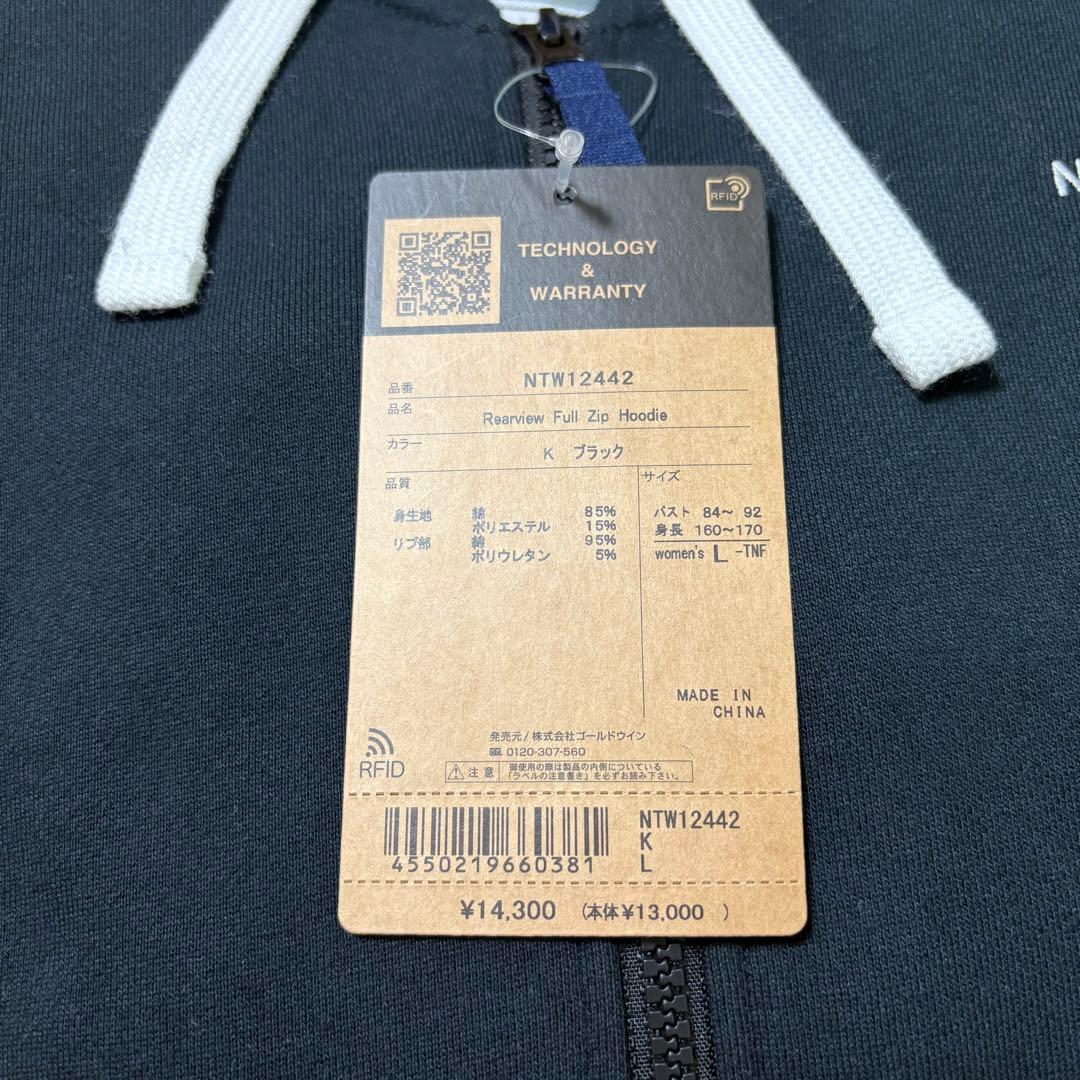 RFID
TECHNOLOGY
&
WARRANTY
品番 NTW12442
品名 Rearview Full Zip Hoodie
カラー K ブラック
品質
身生地 綿 85%
ポリエステル 15%
リブ部 綿 95%
ポリウレタン 5%
サイズ
バスト 84～ 92
身長 160～170
women's L -TNF
MADE IN
CHINA
発売元/株式会社ゴールドウイン
0120-307-560
RFID
注意 御使用の際は製品の内側についている
「ラベルの注意書き」を必ずお読み下さい。
4550219660381
NTW12442
K
L
¥14,300 (本体¥13,000 )
N